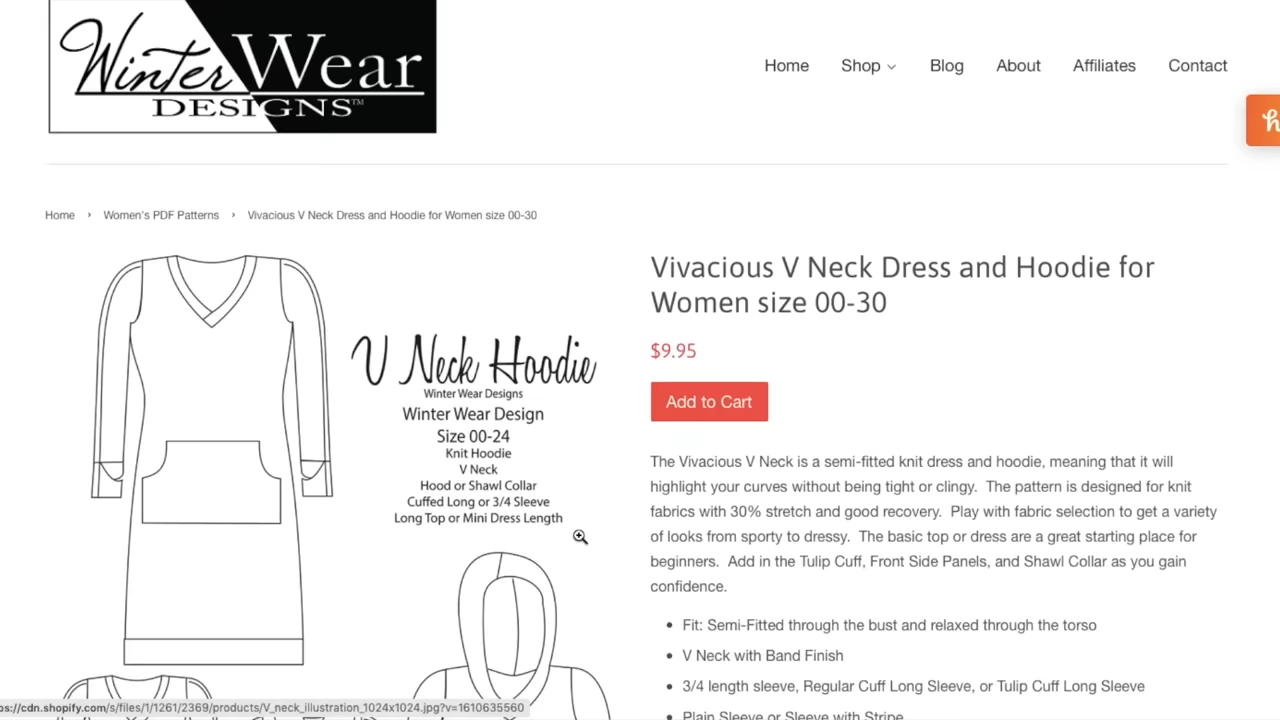 Winter Wear
DESIGNS™
Home Shop Blog About Affiliates Contact
h
Home › Women's PDF Patterns › Vivacious V Neck Dress and Hoodie for Women size 00-30
Vivacious V Neck Dress and Hoodie for
Women size 00-30
$9.95
Add to Cart
V Neck Hoodie
Winter Wear Designs
Winter Wear Design
Size 00-24
Knit Hoodie
V Neck
Hood or Shawl Collar
Cuffed Long or 3/4 Sleeve
Long Top or Mini Dress Length
The Vivacious V Neck is a semi-fitted knit dress and hoodie, meaning that it will
highlight your curves without being tight or clingy. The pattern is designed for knit
fabrics with 30% stretch and good recovery. Play with fabric selection to get a variety
of looks from sporty to dressy. The basic top or dress are a great starting place for
beginners. Add in the Tulip Cuff, Front Side Panels, and Shawl Collar as you gain
confidence.
• Fit: Semi-Fitted through the bust and relaxed through the torso
• V Neck with Band Finish
• 3/4 length sleeve, Regular Cuff Long Sleeve, or Tulip Cuff Long Sleeve
• Plain Sleeve or Sleeve with Stripe
ps://cdn.shopify.com/s/files/1/1261/2369/products/V_neck_illustration_1024x1024.jpg?v=1610635560